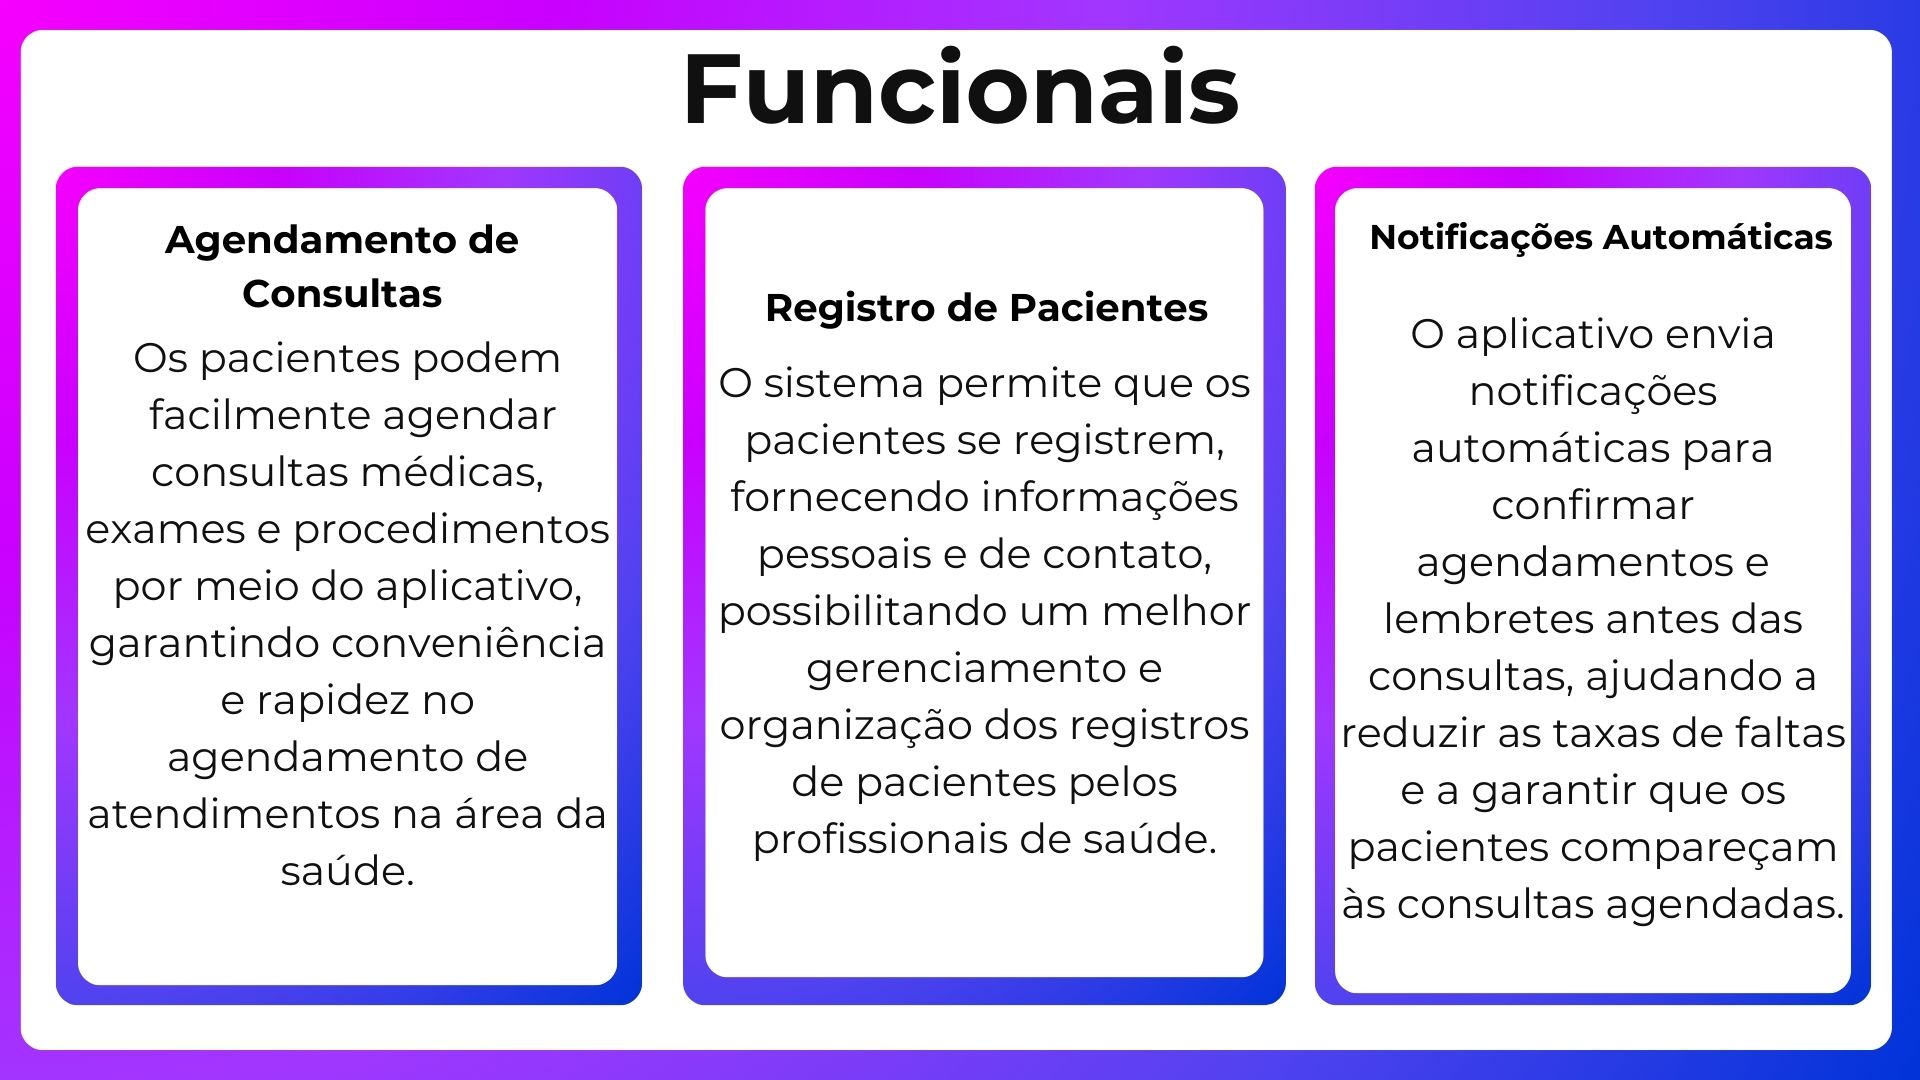 Funcionais
Agendamento de
Consultas
Os pacientes podem
facilmente agendar
consultas médicas,
exames e procedimentos
por meio do aplicativo,
garantindo conveniência
e rapidez no
agendamento de
atendimentos na área da
saúde.
Registro de Pacientes
O sistema permite que os
pacientes se registrem,
fornecendo informações
pessoais e de contato,
possibilitando um melhor
gerenciamento e
organização dos registros
de pacientes pelos
profissionais de saúde.
Notificações Automáticas
O aplicativo envia
notificações
automáticas para
confirmar
agendamentos e
lembretes antes das
consultas, ajudando a
reduzir as taxas de faltas
e a garantir que os
pacientes compareçam
às consultas agendadas.